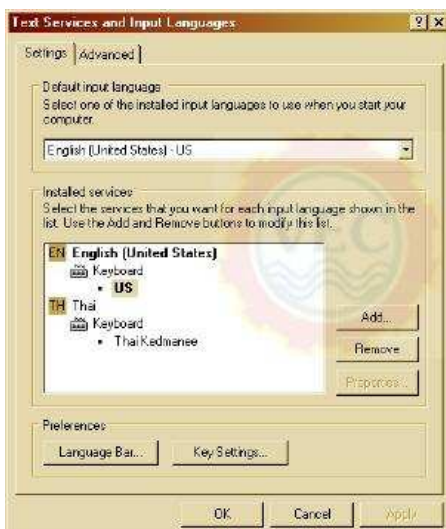 Text Services and Input Languages
Settings
Advanced
Default input language
Select one of the installed input languages to use when you start your
computer.
English (United States) - US
Installed services
Select the services that you want for each input language shown in the
list. Use the Add and Remove buttons to modify this list.
EN English (United States)
Keyboard
US
TH Thai
Keyboard
Thai Kedmanee
Add...
Remove
Properties...
Preferences
Language Bar...
Key Settings...
OK
Cancel
Apply
VEC